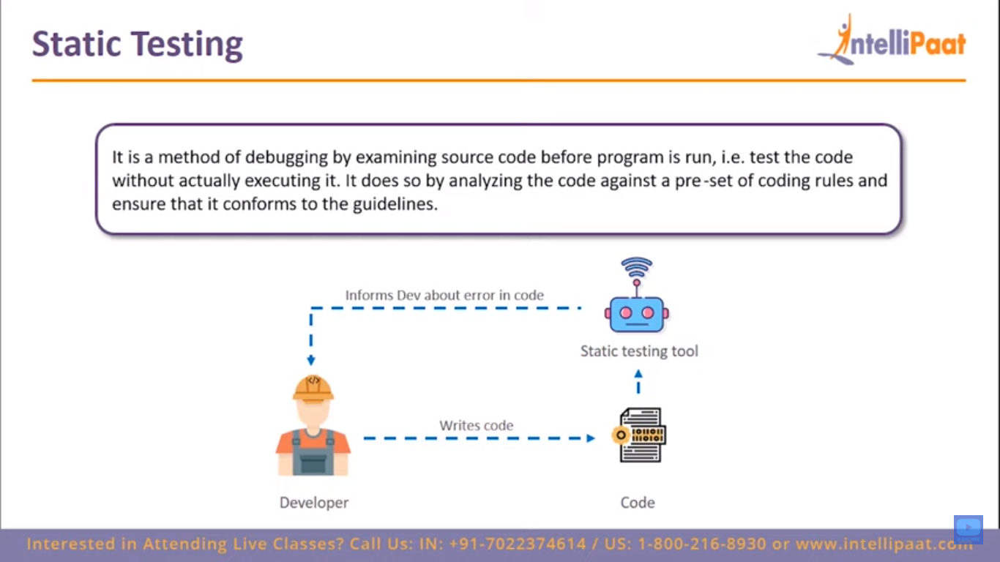 Static Testing
IntelliPaat
It is a method of debugging by examining source code before program is run, i.e. test the code
without actually executing it. It does so by analyzing the code against a pre-set of coding rules and
ensure that it conforms to the guidelines.
Informs Dev about error in code
Static testing tool
</>
Writes code
Developer
Code
Interested in Attending Live Classes? Call Us: IN: +91-7022374614 / US: 1-800-216-8930 or www.intellipaat.com